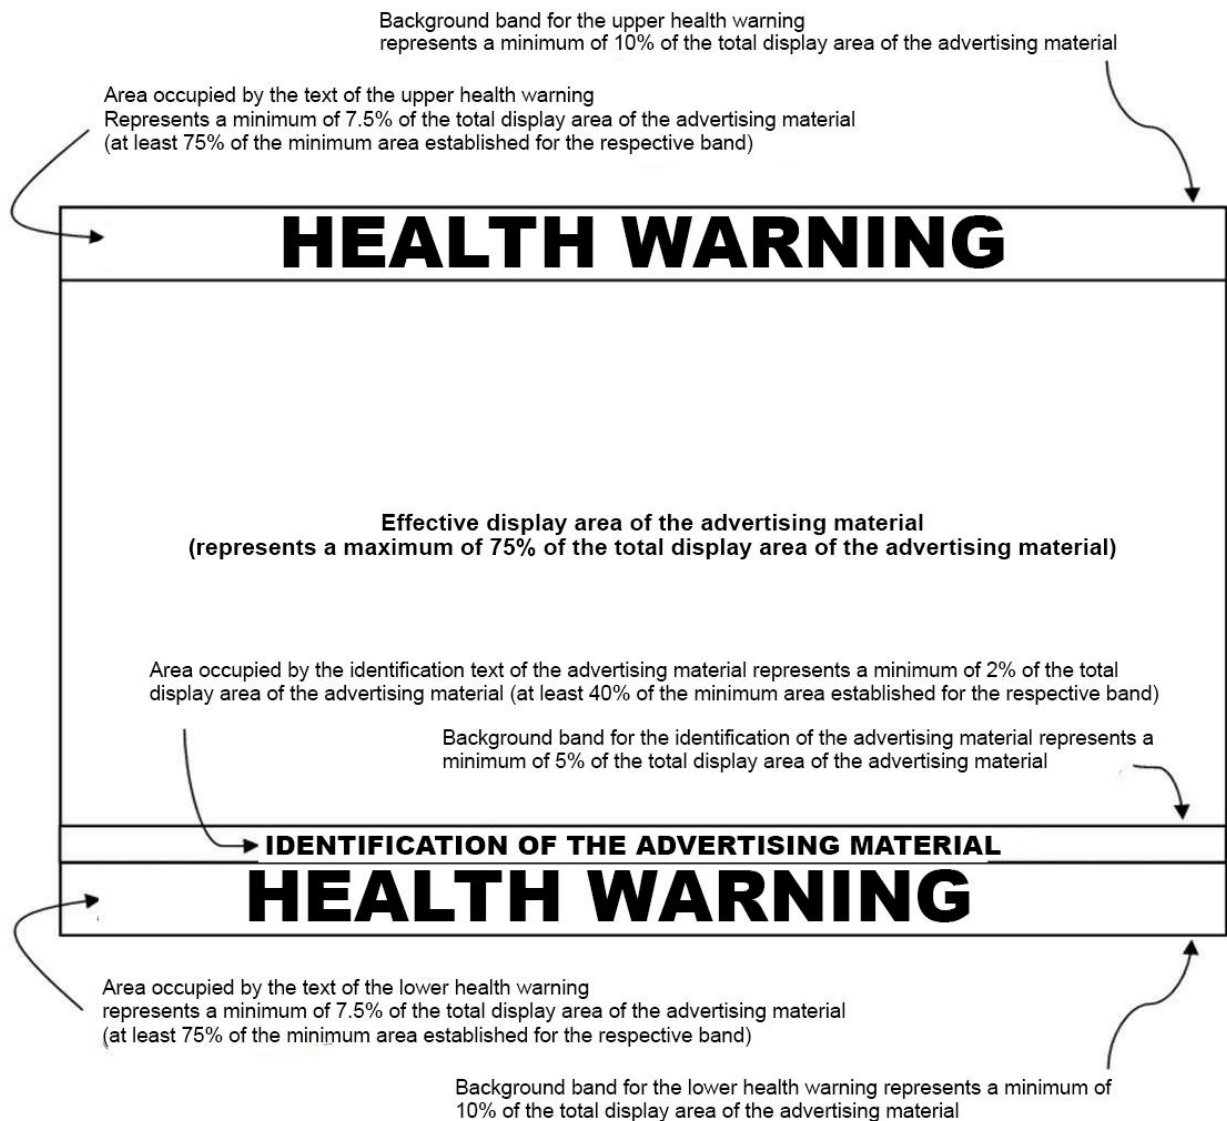 Background band for the upper health warning
represents a minimum of 10% of the total display area of the advertising material
Area occupied by the text of the upper health warning
Represents a minimum of 7.5% of the total display area of the advertising material
(at least 75% of the minimum area established for the respective band)
HEALTH WARNING
Effective display area of the advertising material
(represents a maximum of 75% of the total display area of the advertising material)
Area occupied by the identification text of the advertising material represents a minimum of 2% of the total
display area of the advertising material (at least 40% of the minimum area established for the respective band)
Background band for the identification of the advertising material represents a
minimum of 5% of the total display area of the advertising material
IDENTIFICATION OF THE ADVERTISING MATERIAL
HEALTH WARNING
Area occupied by the text of the lower health warning
represents a minimum of 7.5% of the total display area of the advertising material
(at least 75% of the minimum area established for the respective band)
Background band for the lower health warning represents a minimum of
10% of the total display area of the advertising material